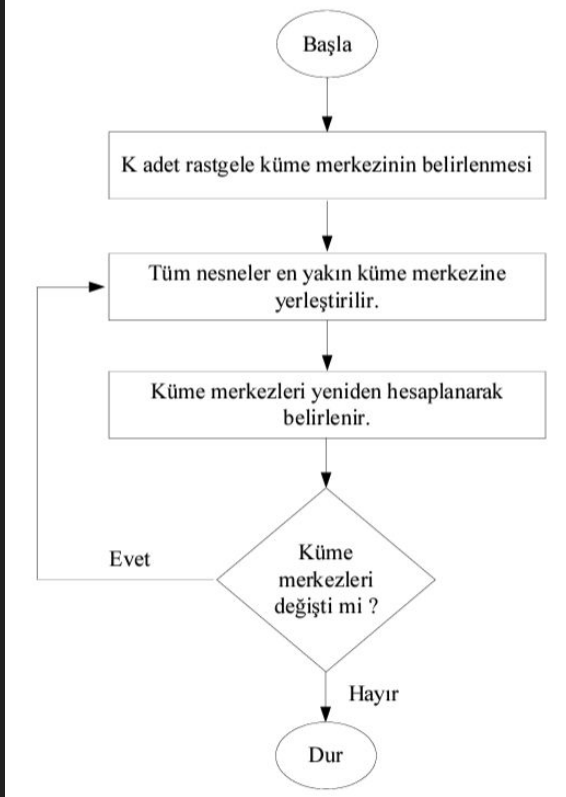 Başla
K adet rastgele küme merkezinin belirlenmesi
Tüm nesneler en yakın küme merkezine
yerleştirilir.
Küme merkezleri yeniden hesaplanarak
belirlenir.
Evet
Küme
merkezleri
değişti mi ?
Hayır
Dur